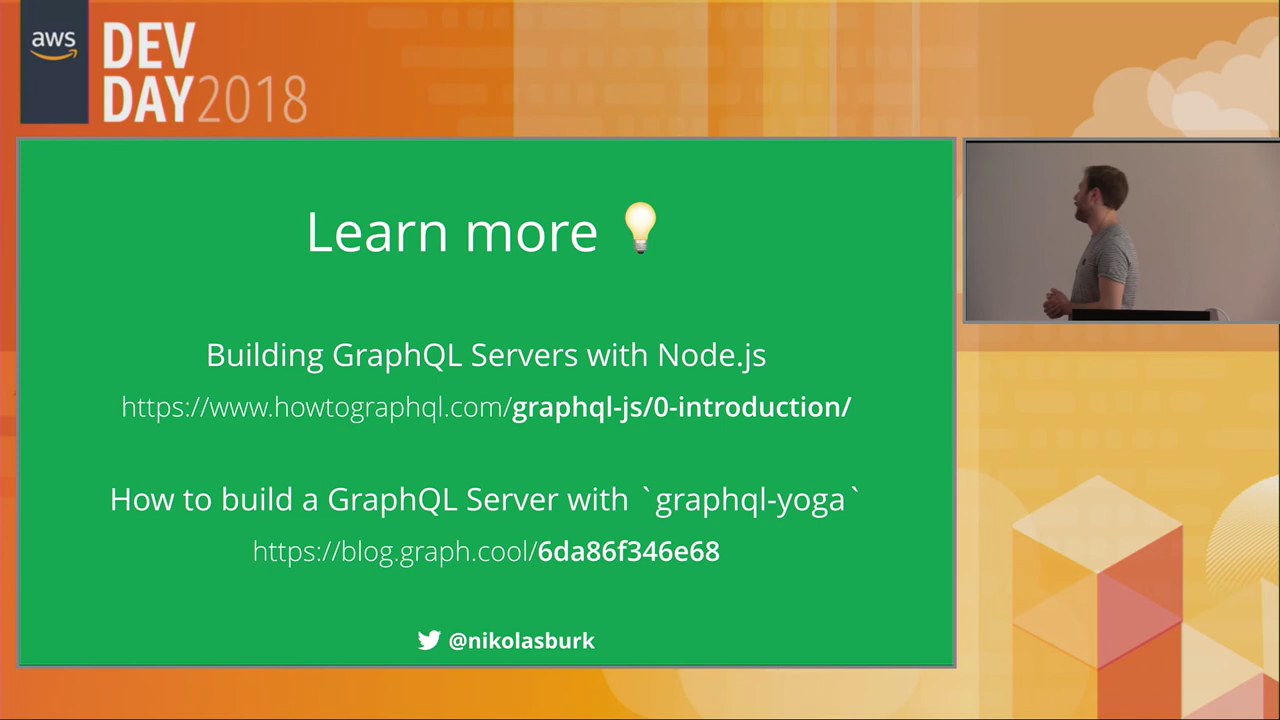 aws
DEV
DAY2018
Learn more 💡
Building GraphQL Servers with Node.js
https://www.howtographql.com/graphql-js/0-introduction/
How to build a GraphQL Server with `graphql-yoga`
https://blog.graph.cool/6da86f346e68
@nikolasburk